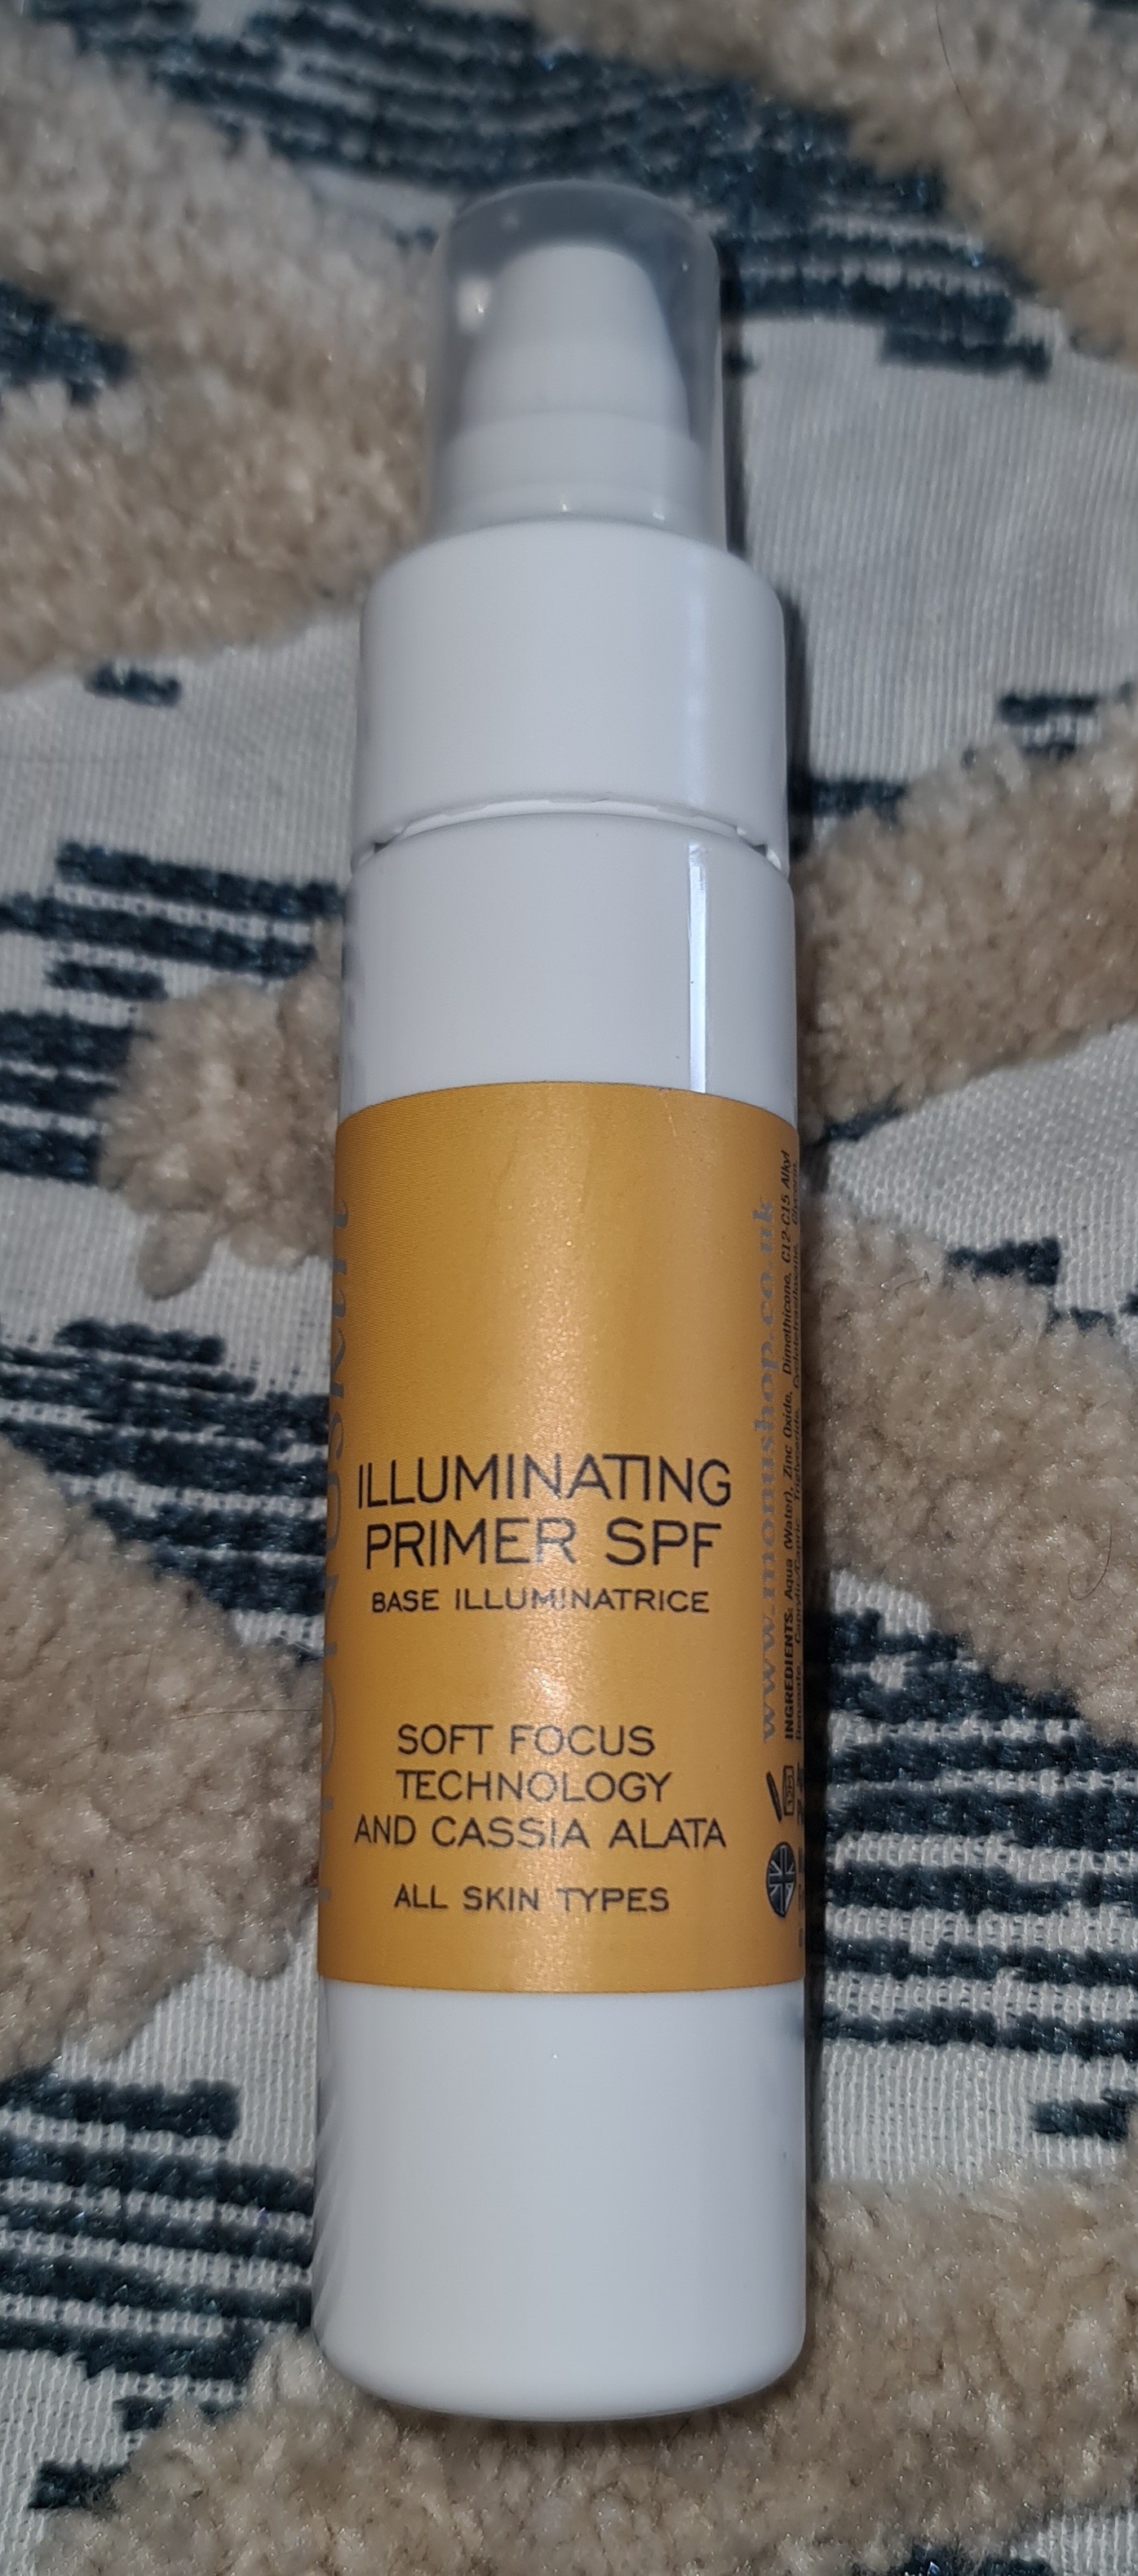 ILLUMINATING
PRIMER SPF
BASE ILLUMINATRICE
SOFT FOCUS
TECHNOLOGY
AND CASSIA ALATA
ALL SKIN TYPES
www.monushop.co.uk
INGREDIENTS: Aqua (Water), Zinc Oxide, Dimethicone, C12-C15 Alkyl